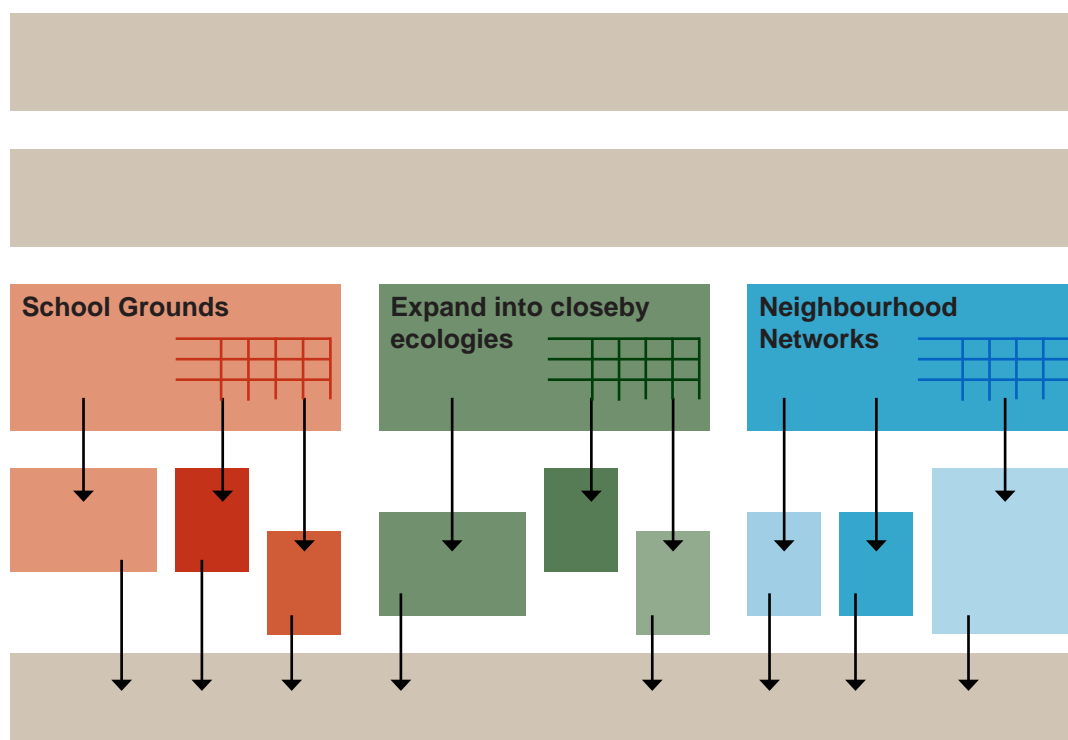 School Grounds
Expand into closeby
ecologies
Neighbourhood
Networks